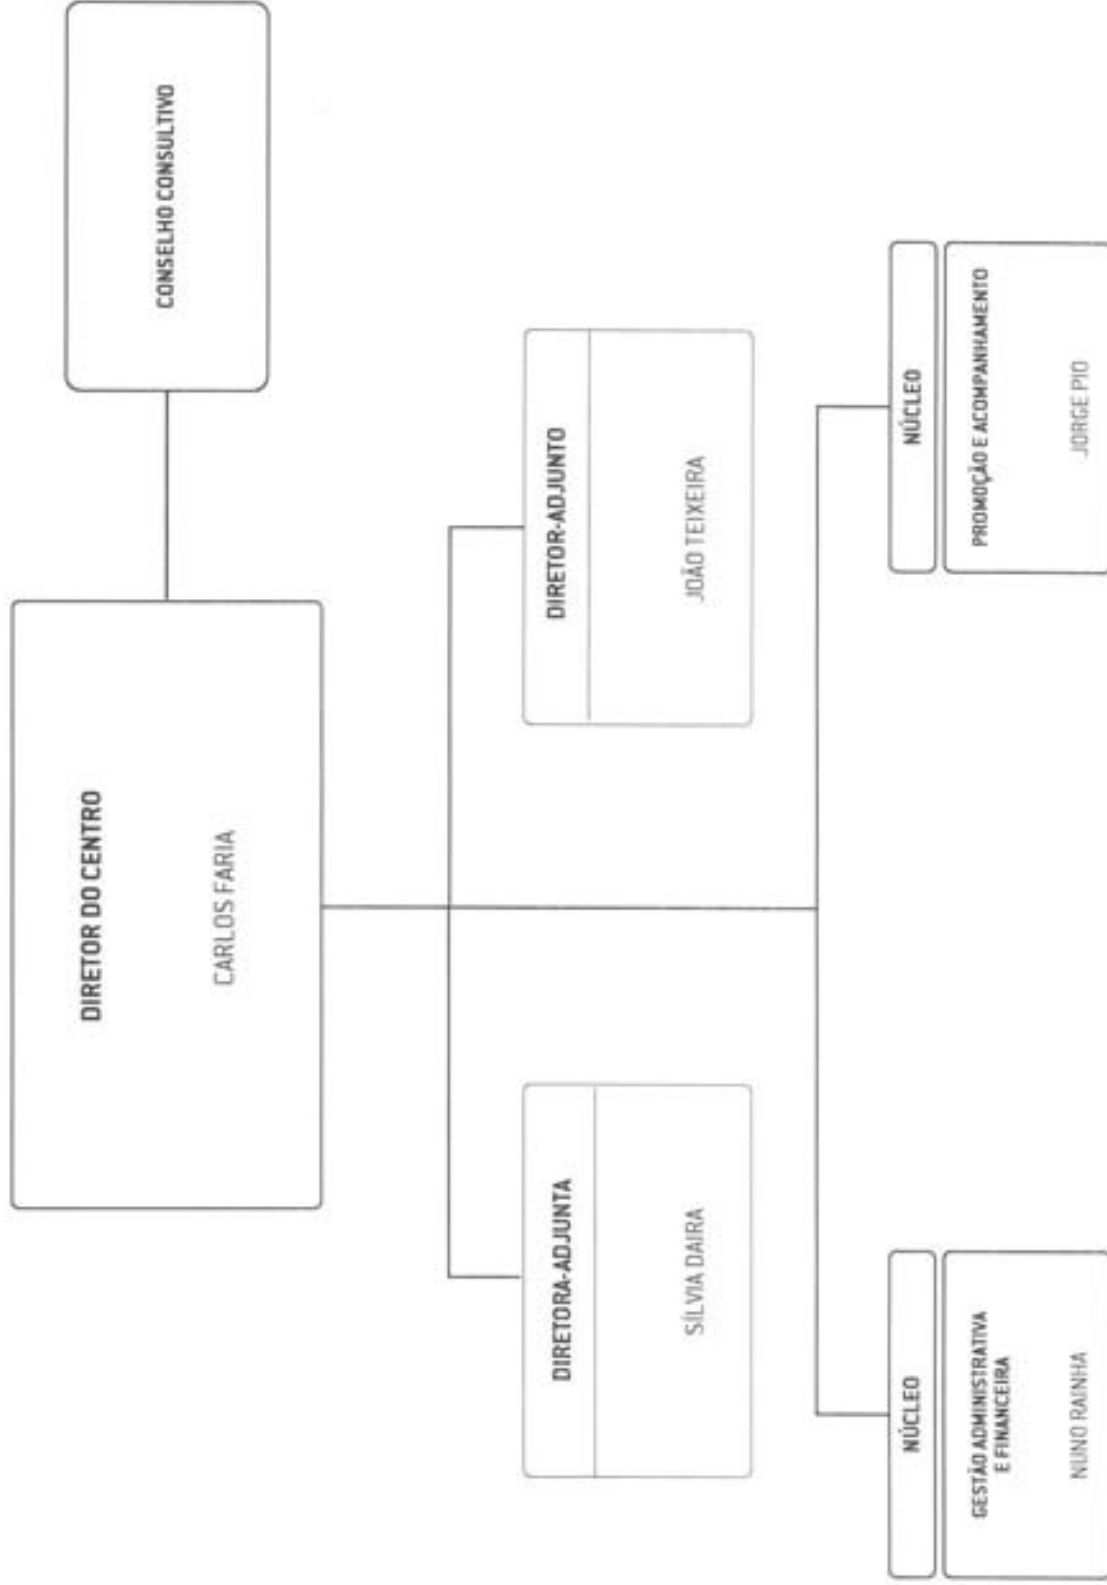 CONSELHO CONSULTIVO
DIRETOR DO CENTRO
CARLOS FARIA
DIRETORA-ADJUNTA
SÍLVIA DAIRA
DIRETOR-ADJUNTO
JOÃO TEIXEIRA
NÚCLEO
GESTÃO ADMINISTRATIVA
E FINANCEIRA
NUNO RAINHA
NÚCLEO
PROMOÇÃO E ACOMPANHAMENTO
JORGE PIO